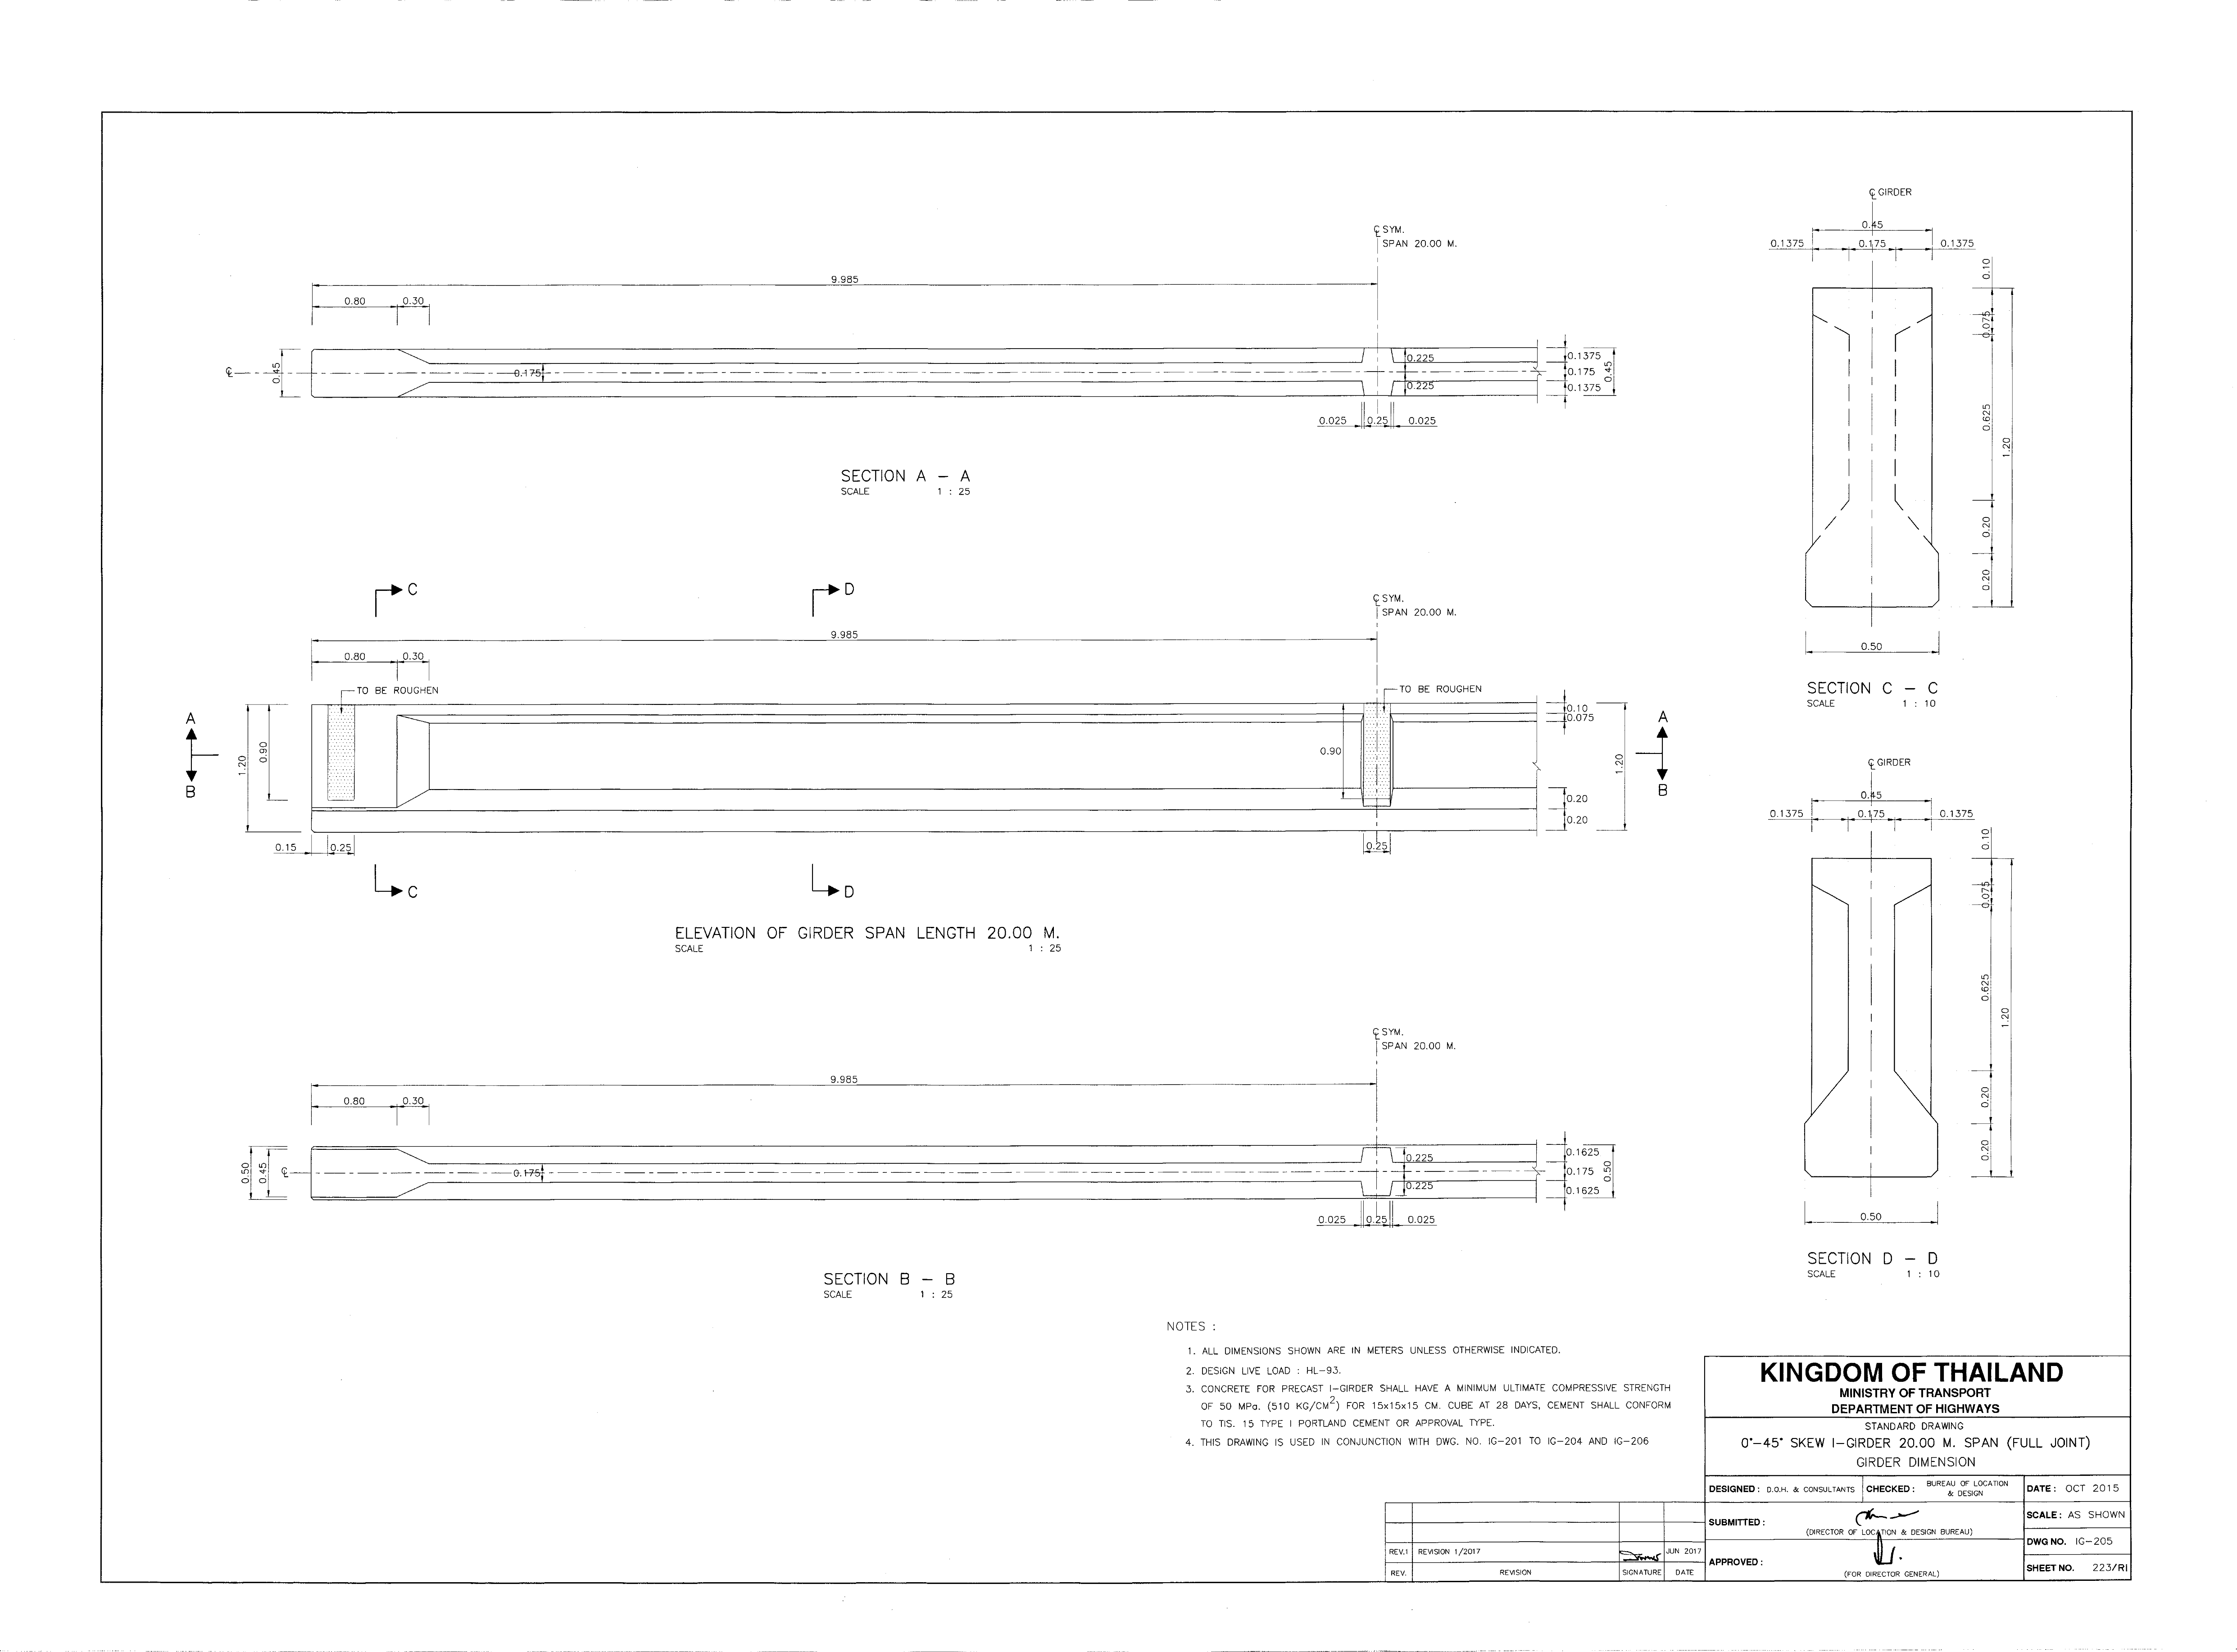 ℄ SYM.
SPAN 20.00 M.
9.985
0.80
0.30
℄
0.45
0.175
0.225
0.225
0.1375
0.175
0.1375
0.45
0.025
0.25
0.025
SECTION A - A
SCALE 1 : 25
C
D
℄ SYM.
SPAN 20.00 M.
9.985
0.80
0.30
TO BE ROUGHEN
TO BE ROUGHEN
A
B
1.20
0.90
0.90
0.10
0.075
0.20
0.20
1.20
A
B
0.15
0.25
0.25
C
D
ELEVATION OF GIRDER SPAN LENGTH 20.00 M.
SCALE 1 : 25
℄ SYM.
SPAN 20.00 M.
9.985
0.80
0.30
0.50
0.45
℄
0.175
0.225
0.225
0.1625
0.175
0.1625
0.50
0.025
0.25
0.025
SECTION B - B
SCALE 1 : 25
℄ GIRDER
0.45
0.1375
0.175
0.1375
0.10
0.075
0.625
0.20
0.20
1.20
0.50
SECTION C - C
SCALE 1 : 10
℄ GIRDER
0.45
0.1375
0.175
0.1375
0.10
0.075
0.625
0.20
0.20
1.20
0.50
SECTION D - D
SCALE 1 : 10
NOTES :
1. ALL DIMENSIONS SHOWN ARE IN METERS UNLESS OTHERWISE INDICATED.
2. DESIGN LIVE LOAD : HL-93.
3. CONCRETE FOR PRECAST I-GIRDER SHALL HAVE A MINIMUM ULTIMATE COMPRESSIVE STRENGTH
OF 50 MPa. (510 KG/CM²) FOR 15x15x15 CM. CUBE AT 28 DAYS, CEMENT SHALL CONFORM
TO TIS. 15 TYPE I PORTLAND CEMENT OR APPROVAL TYPE.
4. THIS DRAWING IS USED IN CONJUNCTION WITH DWG. NO. IG-201 TO IG-204 AND IG-206
REV.1 REVISION 1/2017 JUN 2017
REV. REVISION SIGNATURE DATE
KINGDOM OF THAILAND
MINISTRY OF TRANSPORT
DEPARTMENT OF HIGHWAYS
STANDARD DRAWING
0°-45° SKEW I-GIRDER 20.00 M. SPAN (FULL JOINT)
GIRDER DIMENSION
DESIGNED : D.O.H. & CONSULTANTS
CHECKED : BUREAU OF LOCATION
& DESIGN
DATE : OCT 2015
SUBMITTED :
(DIRECTOR OF LOCATION & DESIGN BUREAU)
SCALE : AS SHOWN
APPROVED :
(FOR DIRECTOR GENERAL)
DWG NO. IG-205
SHEET NO. 223/R1